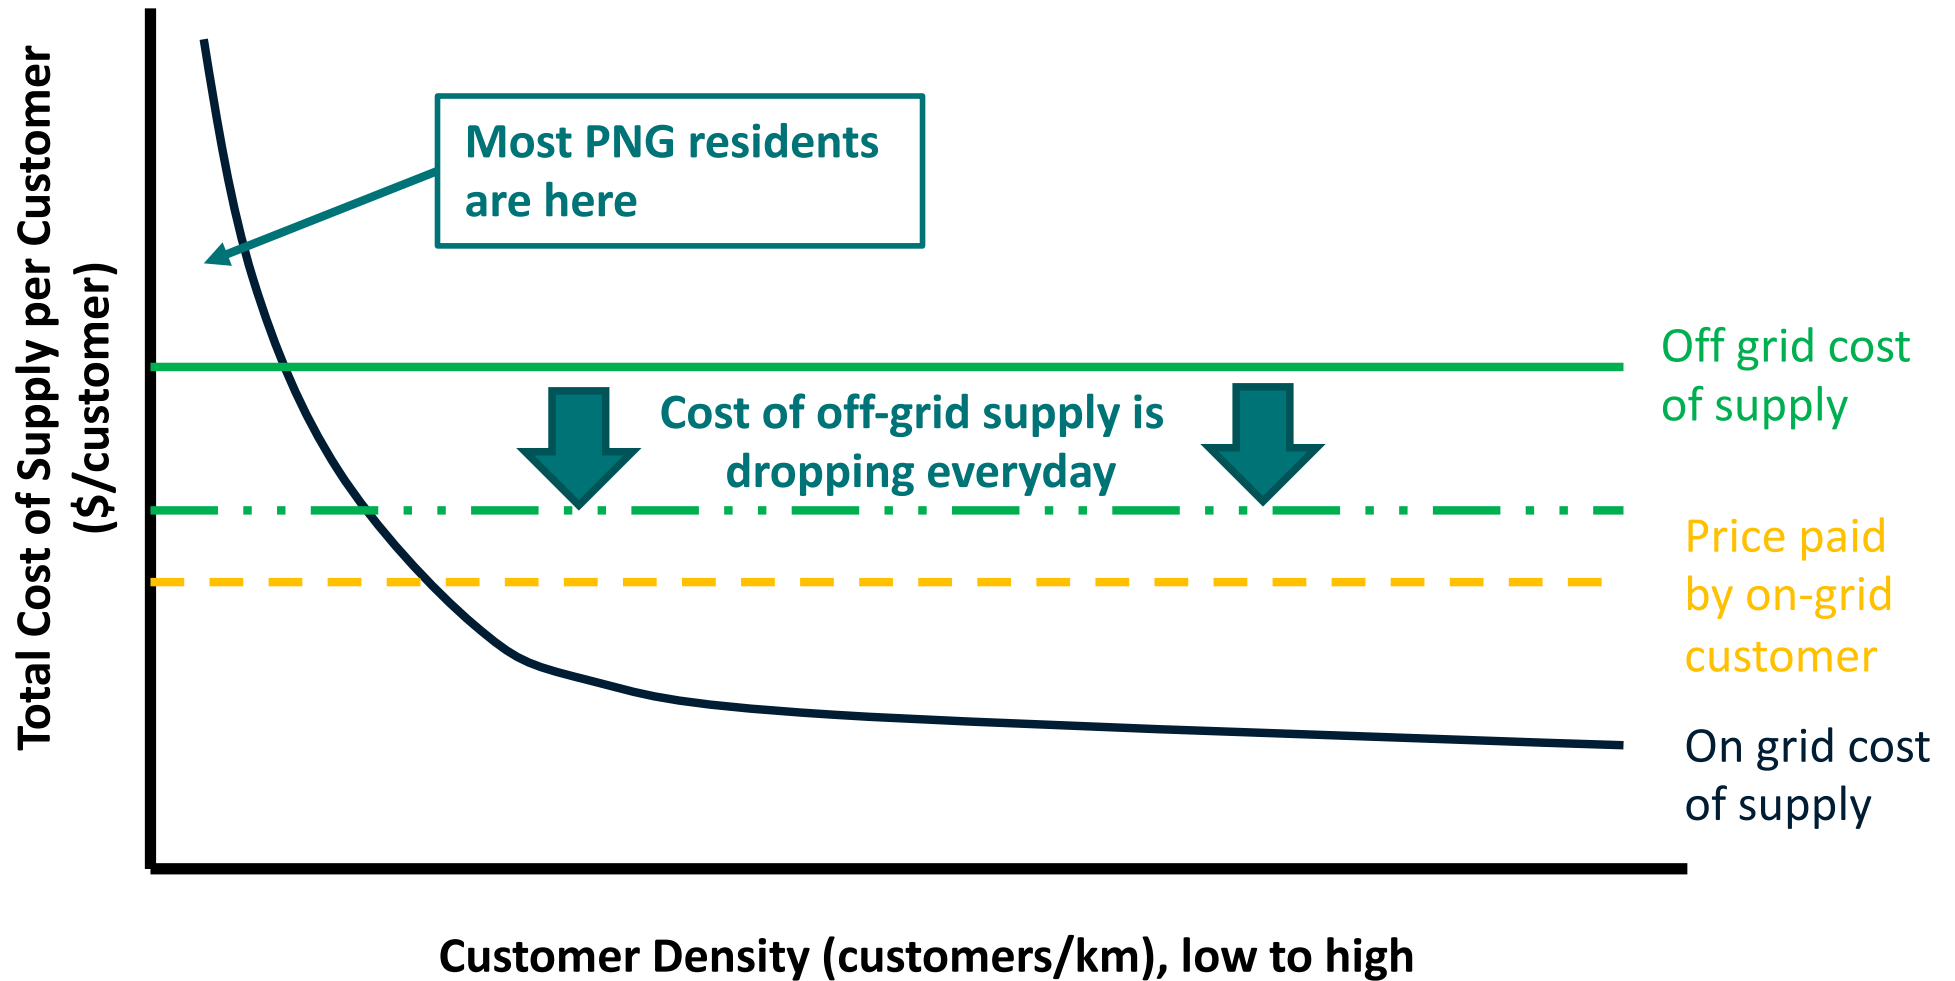 Total Cost of Supply per Customer
($/customer)
Most PNG residents
are here
Off grid cost
of supply
Cost of off-grid supply is
dropping everyday
Price paid
by on-grid
customer
On grid cost
of supply
Customer Density (customers/km), low to high